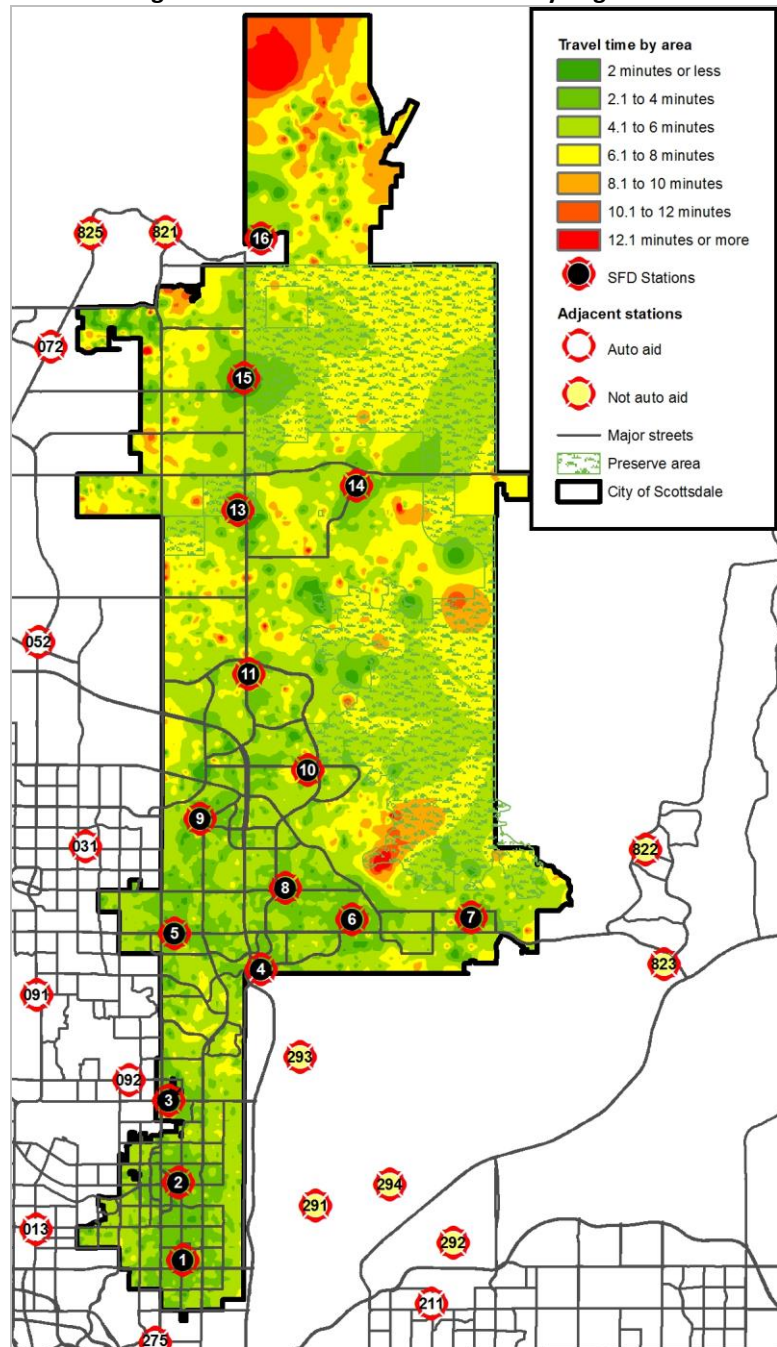 Travel time by area
2 minutes or less
2.1 to 4 minutes
4.1 to 6 minutes
6.1 to 8 minutes
8.1 to 10 minutes
10.1 to 12 minutes
12.1 minutes or more
SFD Stations
Adjacent stations
Auto aid
Not auto aid
Major streets
Preserve area
City of Scottsdale
825
821
16
072
15
14
13
052
11
10
9
031
822
8
7
6
5
823
4
091
293
092
3
2
294
291
013
292
1
211
275